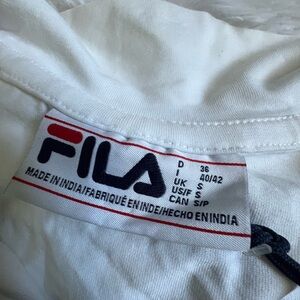 FILA
D 36
I 40/42
UK S
US/F S
CAN S/P
MADE IN INDIA/FABRIQUÉ EN INDE/HECHO EN INDIA